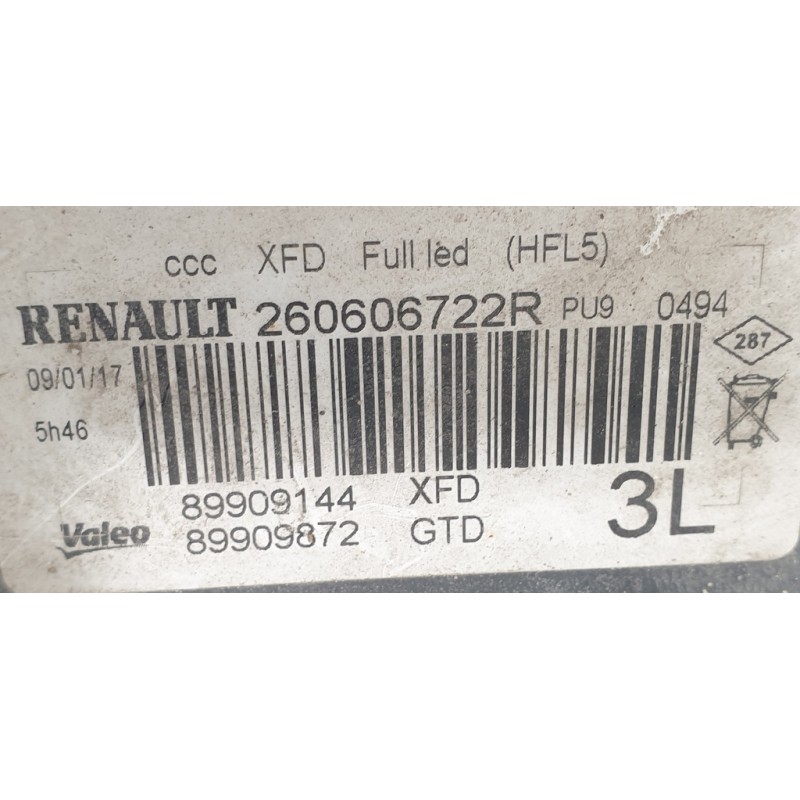 ccc XFD Full led (HFL5)
RENAULT 260606722R PU9 0494
287
09/01/17
5h46
89909144 XFD
Valeo 89909872 GTD
3L